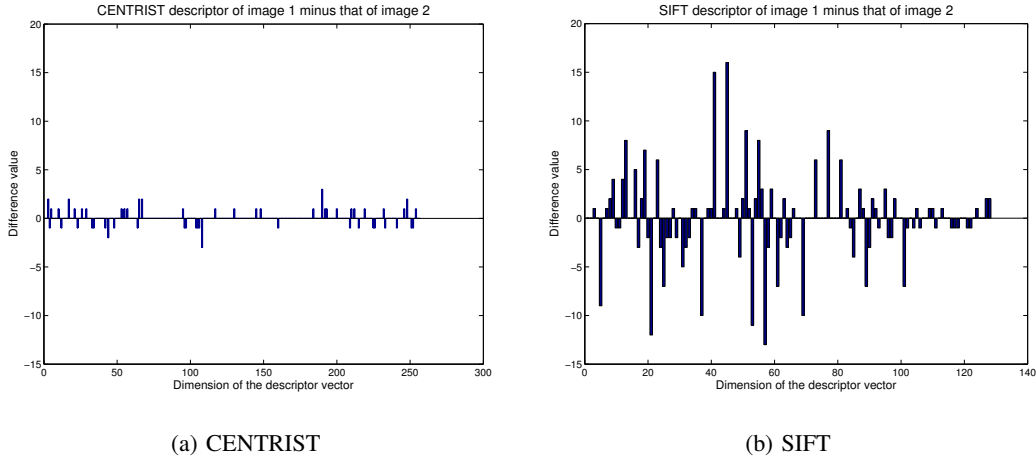 CENTRIST descriptor of image 1 minus that of image 2
20
15
10
5
0
−5
−10
−15
Difference value
0 50 100 150 200 250 300
Dimension of the descriptor vector
(a) CENTRIST
SIFT descriptor of image 1 minus that of image 2
20
15
10
5
0
−5
−10
−15
Difference value
0 20 40 60 80 100 120 140
Dimension of the descriptor vector
(b) SIFT